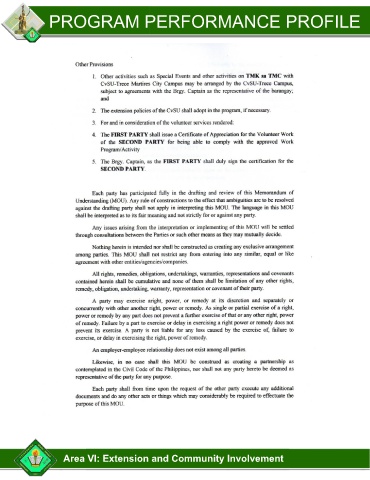 PROGRAM PERFORMANCE PROFILE
Other Provisions
1. Other activities such as Special Events and other activities on TMK sa TMC with
CvSU-Trece Martires City Campus may be arranged by the CvSU-Trece Campus,
subject to agreements with the Brgy. Captain as the representative of the barangay;
and
2. The extension policies of the CvSU shall adopt in the program, if necessary.
3. For and in consideration of the volunteer services rendered:
4. The FIRST PARTY shall issue a Certificate of Appreciation for the Volunteer Work
of the SECOND PARTY for being able to comply with the approved Work
Program/Activity
5. The Brgy. Captain, as the FIRST PARTY shall duly sign the certification for the
SECOND PARTY.
Each party has participated fully in the drafting and review of this Memorandum of
Understanding (MOU). Any rule of constructions to the effect that ambiguities are to be resolved
against the drafting party shall not apply in interpreting this MOU. The language in this MOU
shall be interpreted as to its fair meaning and not strictly for or against any party.
Any issues arising from the interpretation or implementing of this MOU will be settled
through consultations between the Parties or such other means as they may mutually decide.
Nothing herein is intended nor shall be constructed as creating any exclusive arrangement
among parties. This MOU shall not restrict any from entering into any similar, equal or like
agreement with other entities/agencies/companies.
All rights, remedies, obligations, undertakings, warranties, representations and covenants
contained herein shall be cumulative and none of them shall be limitation of any other rights,
remedy, obligation, undertaking, warranty, representation or covenant of their party.
A party may exercise aright, power, or remedy at its discretion and separately or
concurrently with other another right, power or remedy. As single or partial exercise of a right,
power or remedy by any part does not prevent a further exercise of that or any other right, power
of remedy. Failure by a part to exercise or delay in exercising a right power or remedy does not
prevent its exercise. A party is not liable for any loss caused by the exercise of, failure to
exercise, or delay in exercising the right, power of remedy.
An employer-employee relationship does not exist among all parties.
Likewise, in no case shall this MOU be construed as creating a partnership as
contemplated in the Civil Code of the Philippines, nor shall not any party hereto be deemed as
representative of the party for any purpose.
Each party shall from time upon the request of the other party execute any additional
documents and do any other acts or things which may considerably be required to effectuate the
purpose of this MOU.
Area VI: Extension and Community Involvement